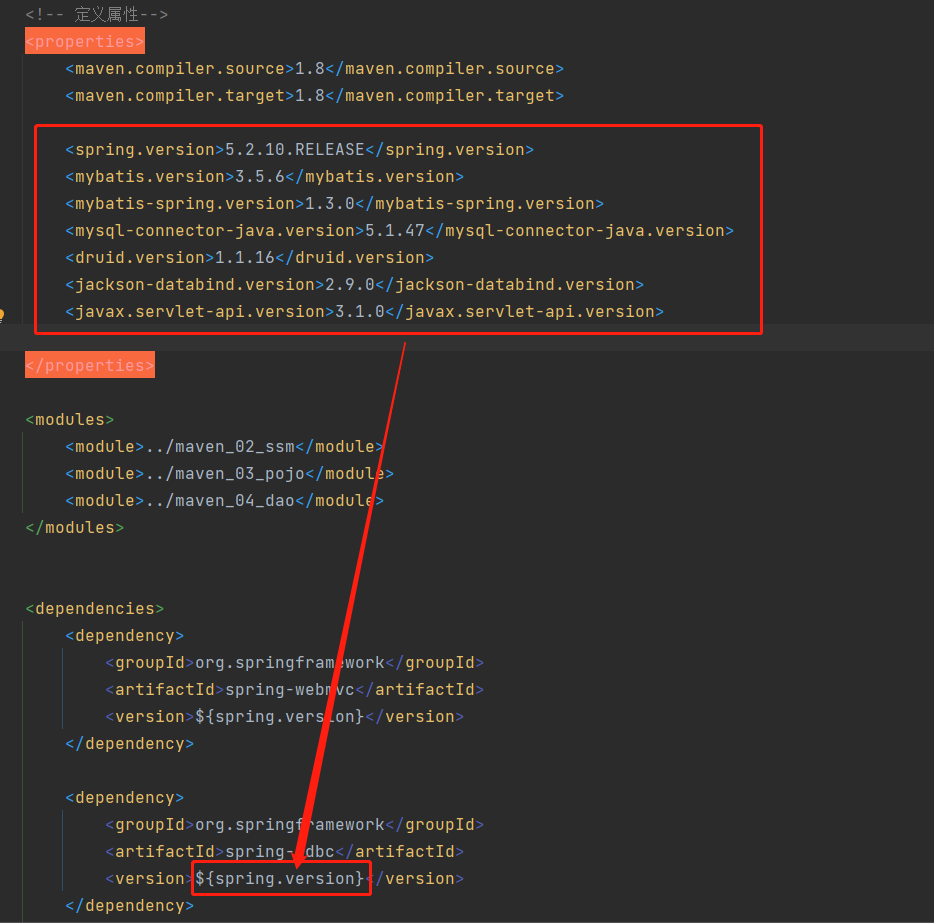 <!-- 定义属性-->
<properties>
<maven.compiler.source>1.8</maven.compiler.source>
<maven.compiler.target>1.8</maven.compiler.target>
<spring.version>5.2.10.RELEASE</spring.version>
<mybatis.version>3.5.6</mybatis.version>
<mybatis-spring.version>1.3.0</mybatis-spring.version>
<mysql-connector-java.version>5.1.47</mysql-connector-java.version>
<druid.version>1.1.16</druid.version>
<jackson-databind.version>2.9.0</jackson-databind.version>
<javax.servlet-api.version>3.1.0</javax.servlet-api.version>
</properties>
<modules>
<module>../maven_02_ssm</module>
<module>../maven_03_pojo</module>
<module>../maven_04_dao</module>
</modules>
<dependencies>
<dependency>
<groupId>org.springframework</groupId>
<artifactId>spring-webmvc</artifactId>
<version>${spring.version}</version>
</dependency>
<dependency>
<groupId>org.springframework</groupId>
<artifactId>spring-jdbc</artifactId>
<version>${spring.version}</version>
</dependency>